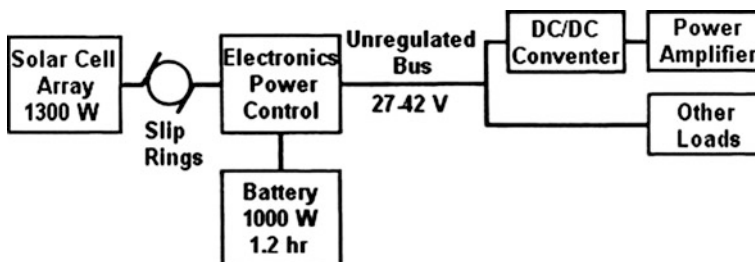 Solar Cell
Array
1300 W
Slip
Rings
Electronics
Power
Control
Battery
1000 W
1.2 hr
Unregulated
Bus
27-42 V
DC/DC
Conventer
Power
Amplifier
Other
Loads